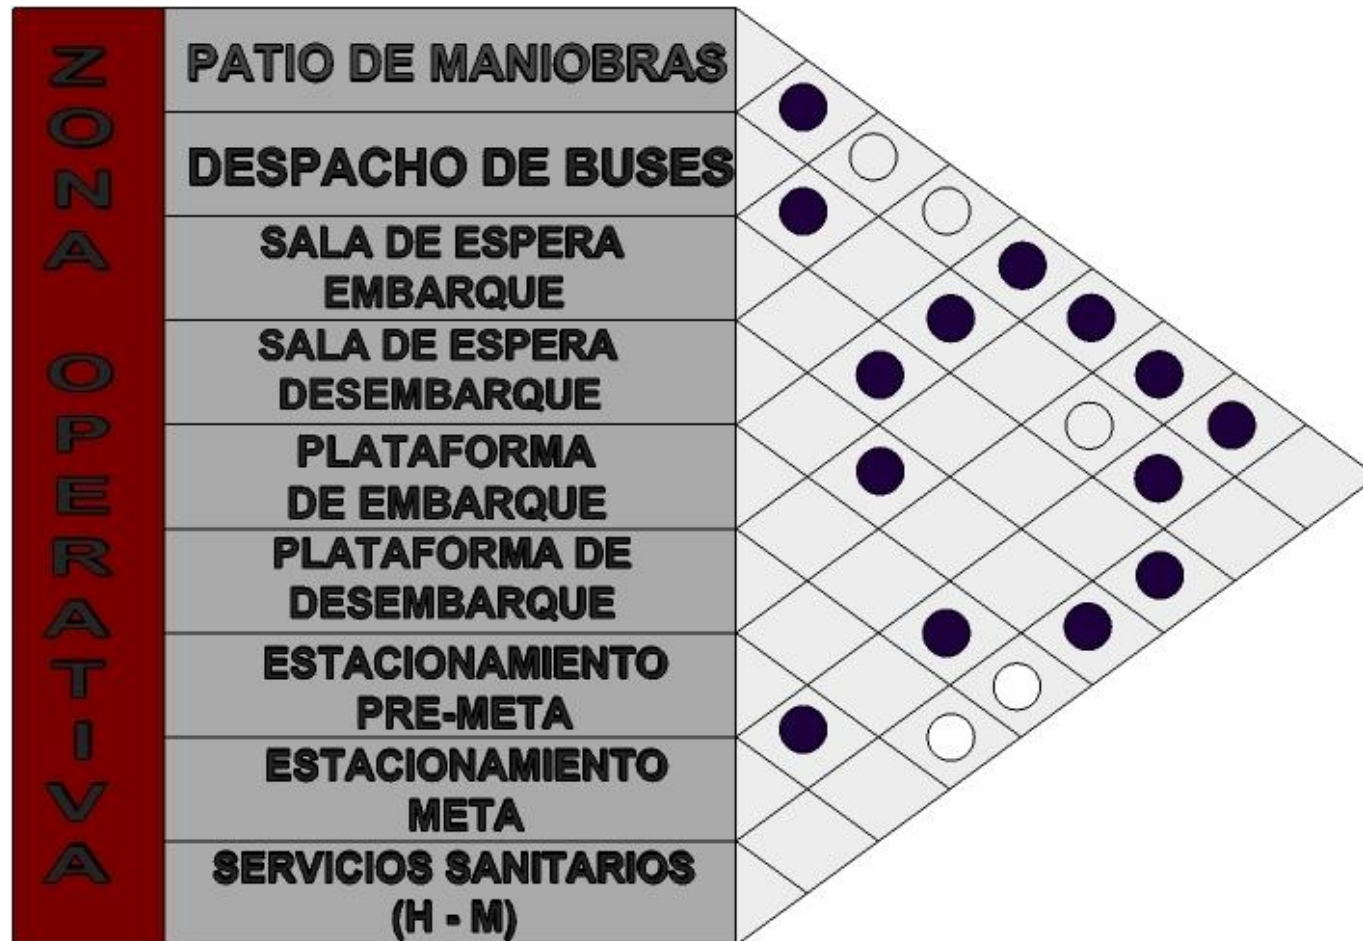 ZONA OPERATIVA
PATIO DE MANIOBRAS
DESPACHO DE BUSES
SALA DE ESPERA
EMBARQUE
SALA DE ESPERA
DESEMBARQUE
PLATAFORMA
DE EMBARQUE
PLATAFORMA DE
DESEMBARQUE
ESTACIONAMIENTO
PRE-META
ESTACIONAMIENTO
META
SERVICIOS SANITARIOS
(H - M)